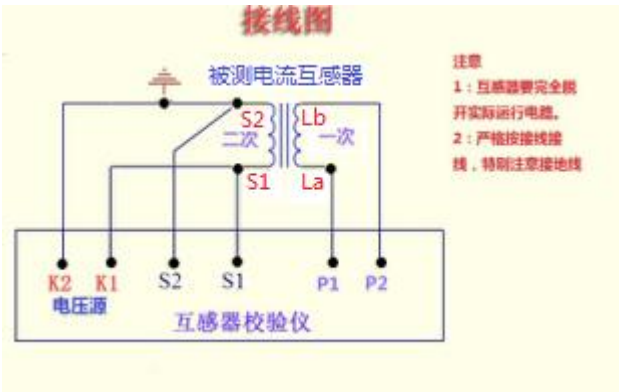 接线图
被测电流互感器
S2 Lb
二次 一次
S1 La
注意
1：互感器要完全脱
开实际运行电路。
2：严格按接线接
线，特别注意接地线
K2 K1 S2 S1 P1 P2
电压源
互感器校验仪